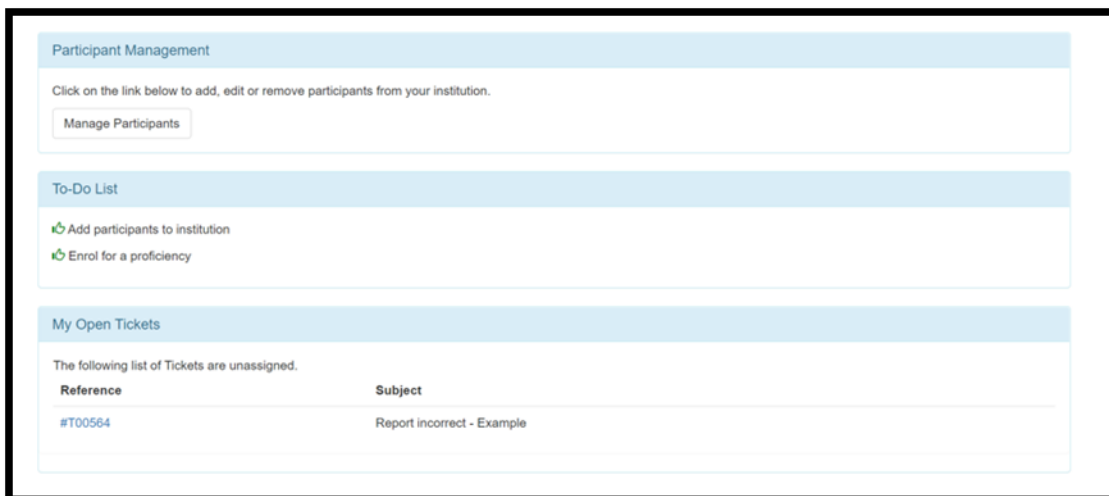 Participant Management
Click on the link below to add, edit or remove participants from your institution.
Manage Participants
To-Do List
Add participants to institution
Enrol for a proficiency
My Open Tickets
The following list of Tickets are unassigned.
Reference Subject
#T00564 Report incorrect - Example